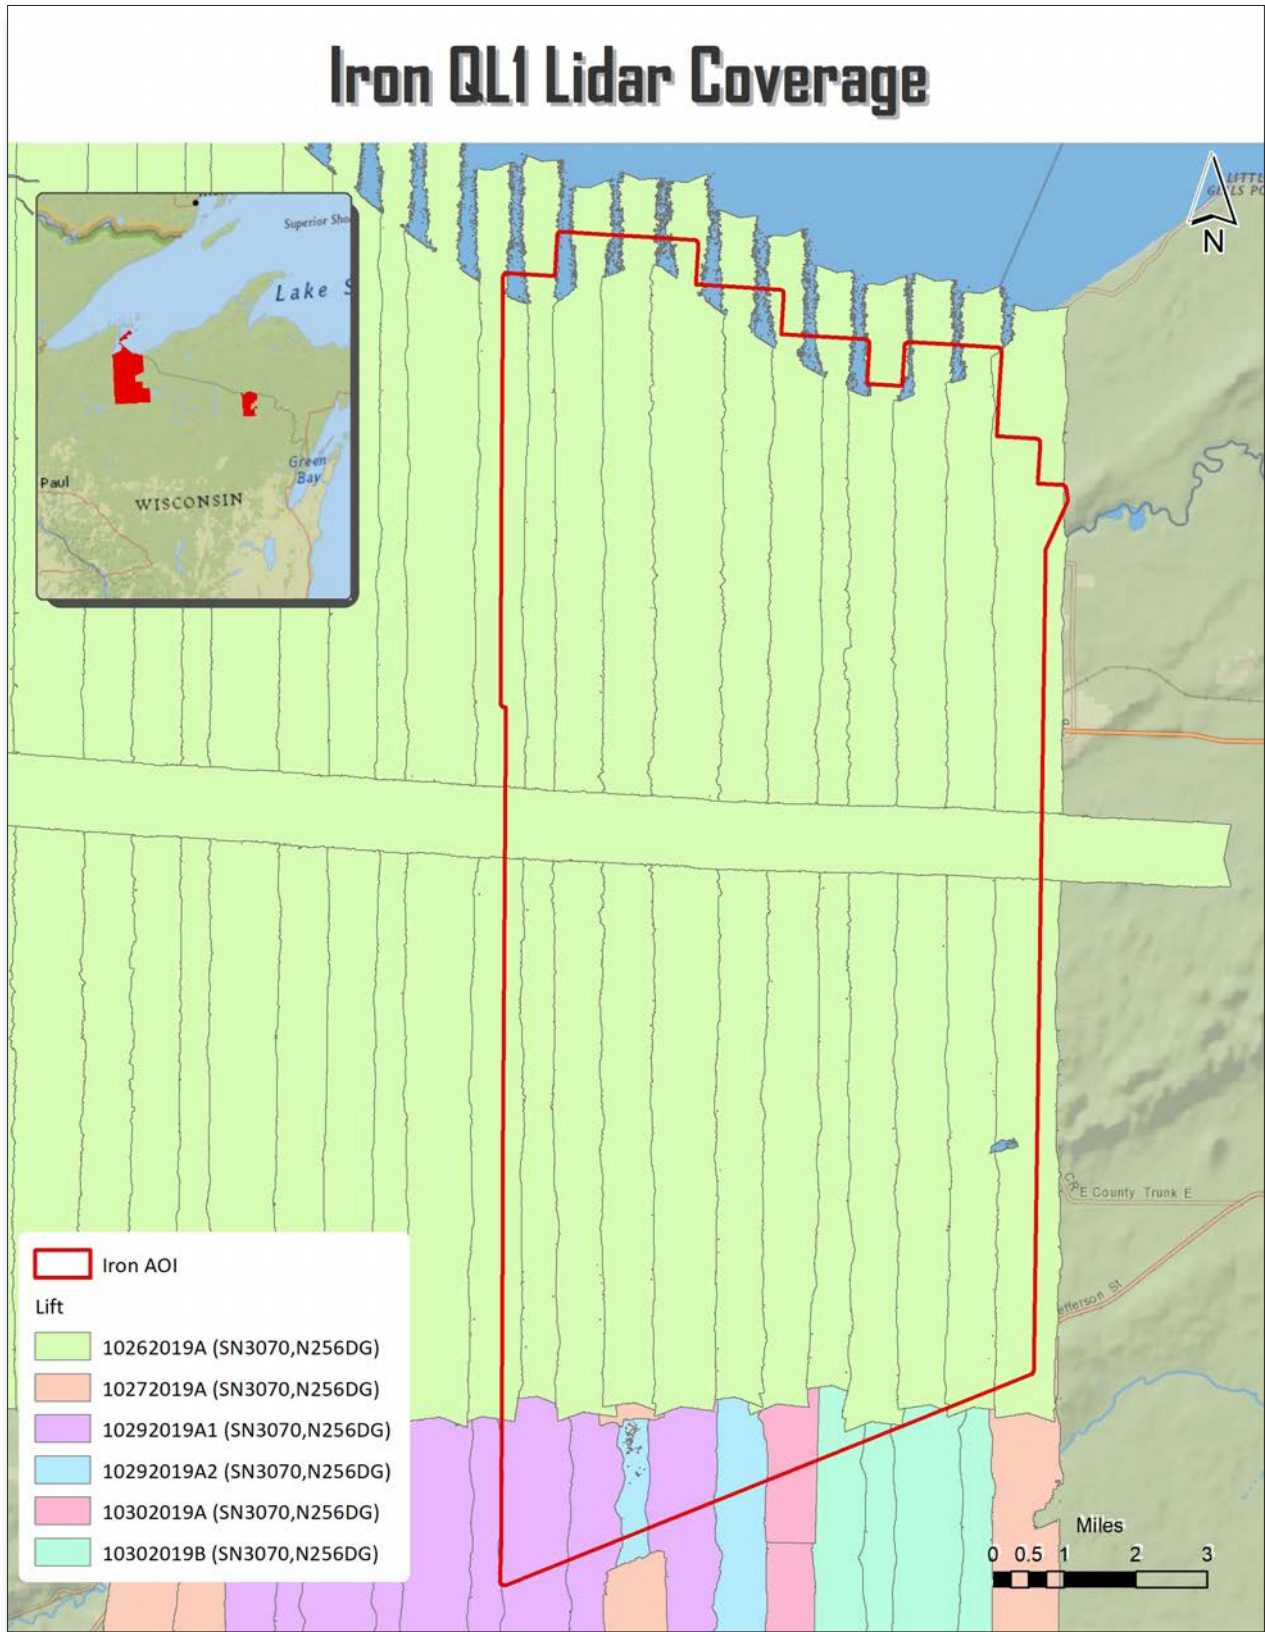 Iron QL1 Lidar Coverage
N
Superior Sho
Lake S
Green
Bay
Paul
WISCONSIN
E County Trunk E
efferson St
Iron AOI
Lift
10262019A (SN3070,N256DG)
10272019A (SN3070,N256DG)
10292019A1 (SN3070,N256DG)
10292019A2 (SN3070,N256DG)
10302019A (SN3070,N256DG)
10302019B (SN3070,N256DG)
Miles
0 0.5 1 2 3